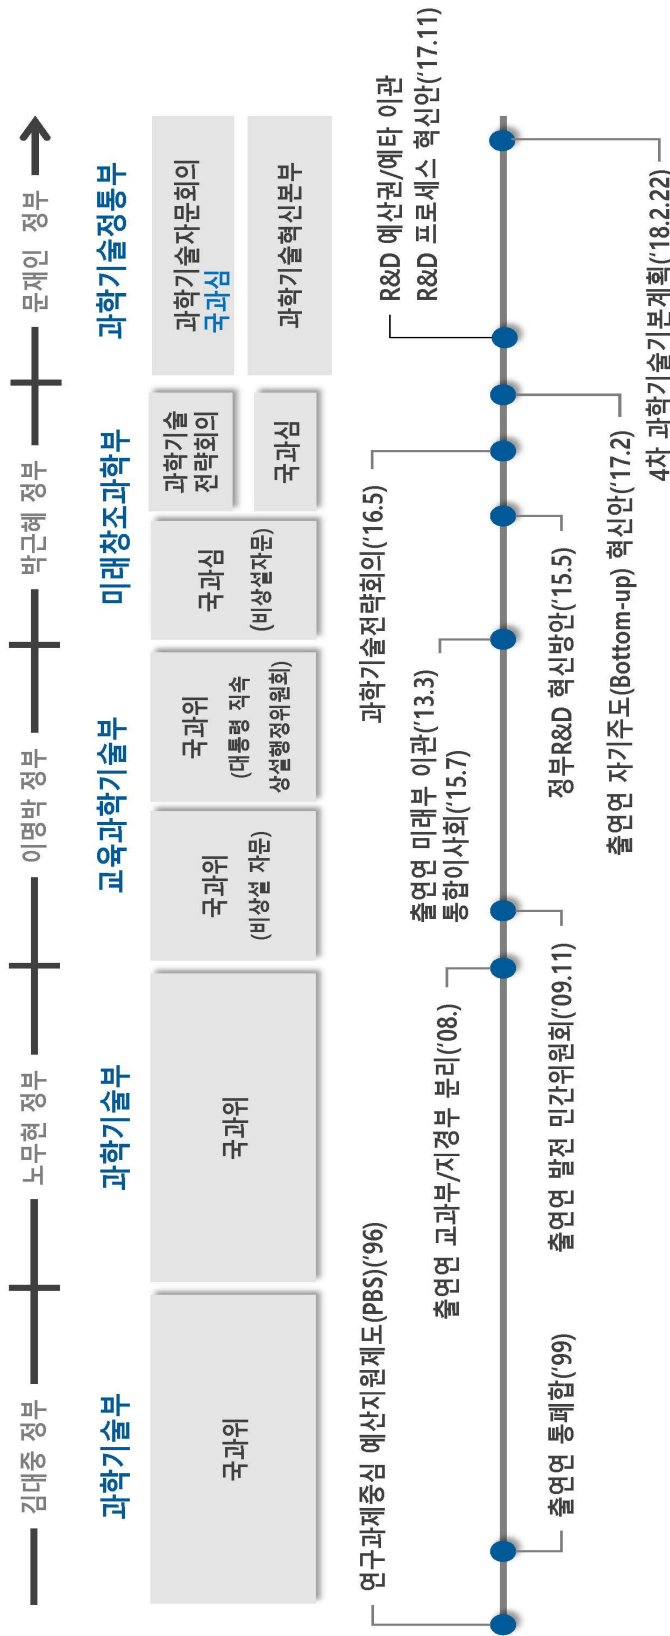 김대중 정부
노무현 정부
이명박 정부
박근혜 정부
문재인 정부
과학기술부
과학기술부
교육과학기술부
미래창조과학부
과학기술정통부
국과위
국과위
국과위
(비상설 자문)
국과위
(대통령 직속
상설행정위원회)
국과심
(비상설자문)
과학기술
전략회의
국과심
과학기술자문회의
국과심
과학기술혁신본부
연구과제중심 예산지원제도(PBS)('96)
출연연 교과부/지경부 분리('08.)
출연연 미래부 이관('13.3)
통합이사회('15.7)
과학기술전략회의('16.5)
R&D 예산권/예타 이관
R&D 프로세스 혁신안('17.11)
출연연 통폐합('99)
출연연 발전 민간위원회('09.11)
정부R&D 혁신방안('15.5)
출연연 자기주도(Bottom-up) 혁신안('17.2)
4차 과학기술기본계획('18.2.22)